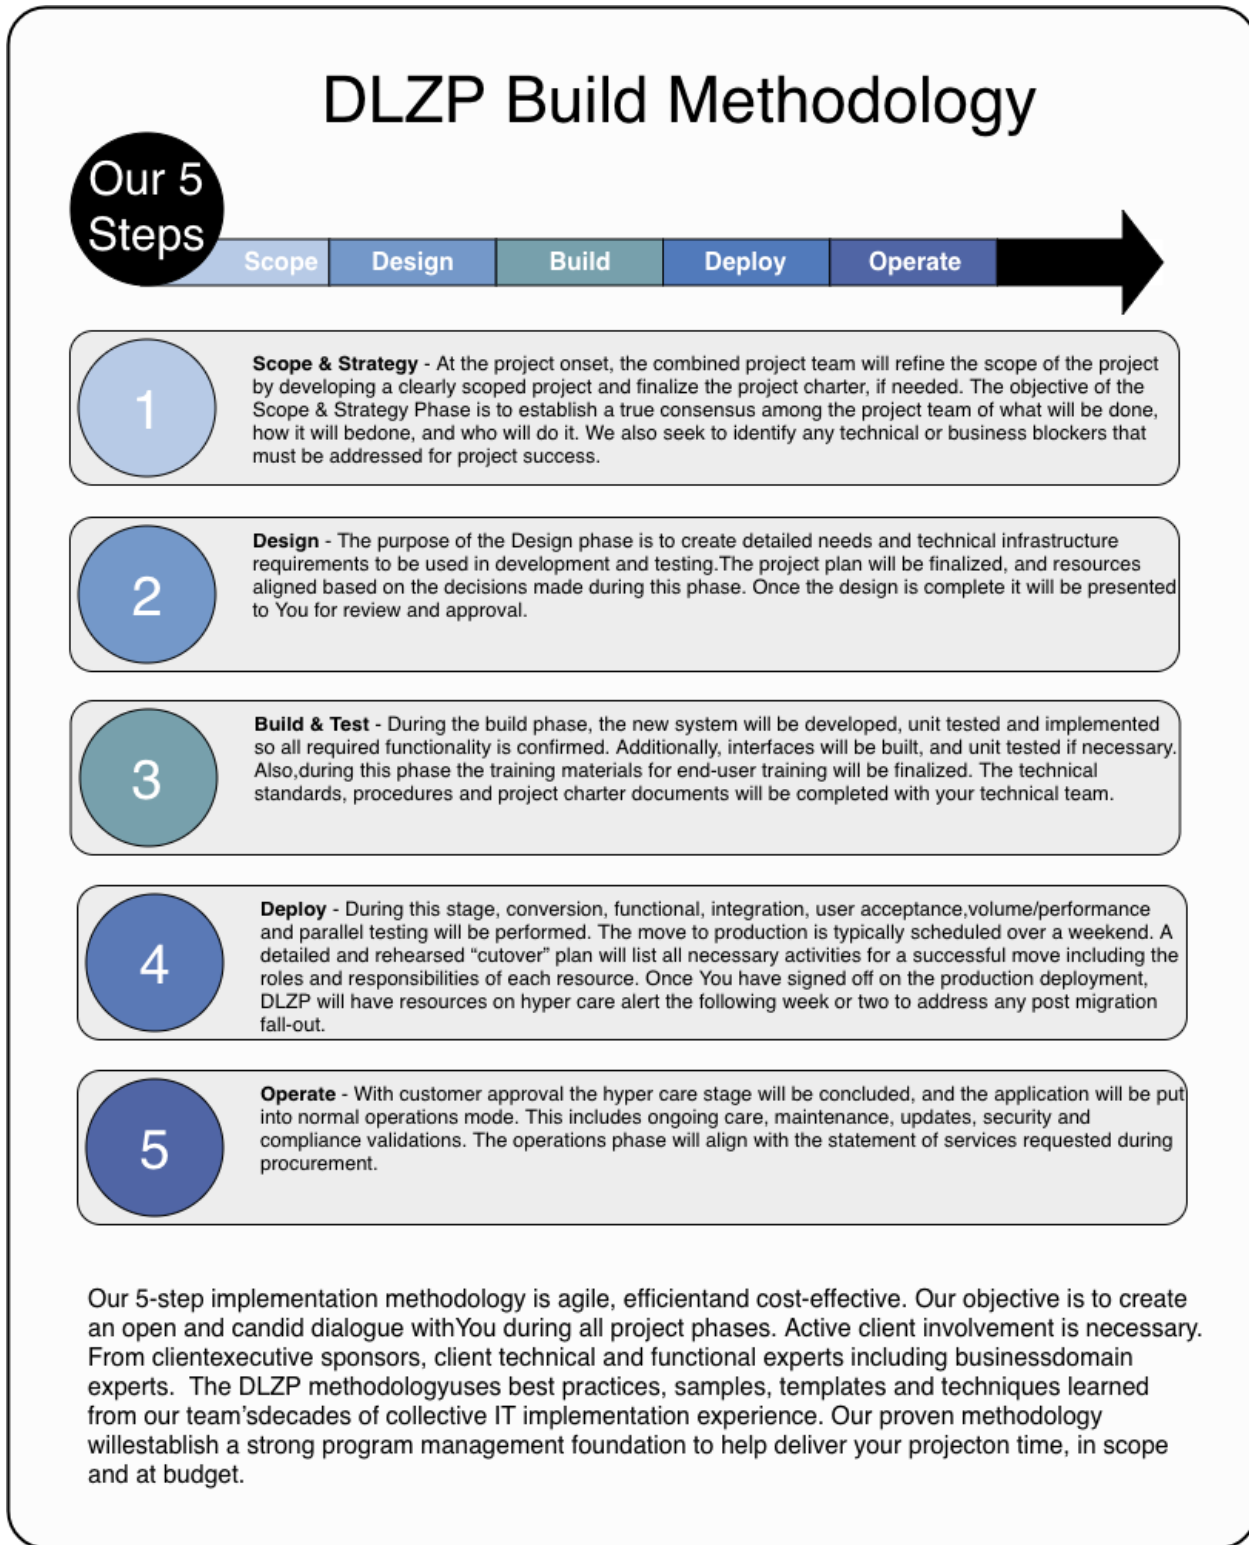 DLZP Build Methodology
Our 5
Steps
Scope
Design
Build
Deploy
Operate
1
Scope & Strategy - At the project onset, the combined project team will refine the scope of the project
by developing a clearly scoped project and finalize the project charter, if needed. The objective of the
Scope & Strategy Phase is to establish a true consensus among the project team of what will be done,
how it will bedone, and who will do it. We also seek to identify any technical or business blockers that
must be addressed for project success.
2
Design - The purpose of the Design phase is to create detailed needs and technical infrastructure
requirements to be used in development and testing.The project plan will be finalized, and resources
aligned based on the decisions made during this phase. Once the design is complete it will be presented
to You for review and approval.
3
Build & Test - During the build phase, the new system will be developed, unit tested and implemented
so all required functionality is confirmed. Additionally, interfaces will be built, and unit tested if necessary.
Also,during this phase the training materials for end-user training will be finalized. The technical
standards, procedures and project charter documents will be completed with your technical team.
4
Deploy - During this stage, conversion, functional, integration, user acceptance,volume/performance
and parallel testing will be performed. The move to production is typically scheduled over a weekend. A
detailed and rehearsed “cutover” plan will list all necessary activities for a successful move including the
roles and responsibilities of each resource. Once You have signed off on the production deployment,
DLZP will have resources on hyper care alert the following week or two to address any post migration
fall-out.
5
Operate - With customer approval the hyper care stage will be concluded, and the application will be put
into normal operations mode. This includes ongoing care, maintenance, updates, security and
compliance validations. The operations phase will align with the statement of services requested during
procurement.
Our 5-step implementation methodology is agile, efficientand cost-effective. Our objective is to create
an open and candid dialogue withYou during all project phases. Active client involvement is necessary.
From clientexecutive sponsors, client technical and functional experts including businessdomain
experts.  The DLZP methodologyuses best practices, samples, templates and techniques learned
from our team’sdecades of collective IT implementation experience. Our proven methodology
willestablish a strong program management foundation to help deliver your projecton time, in scope
and at budget.